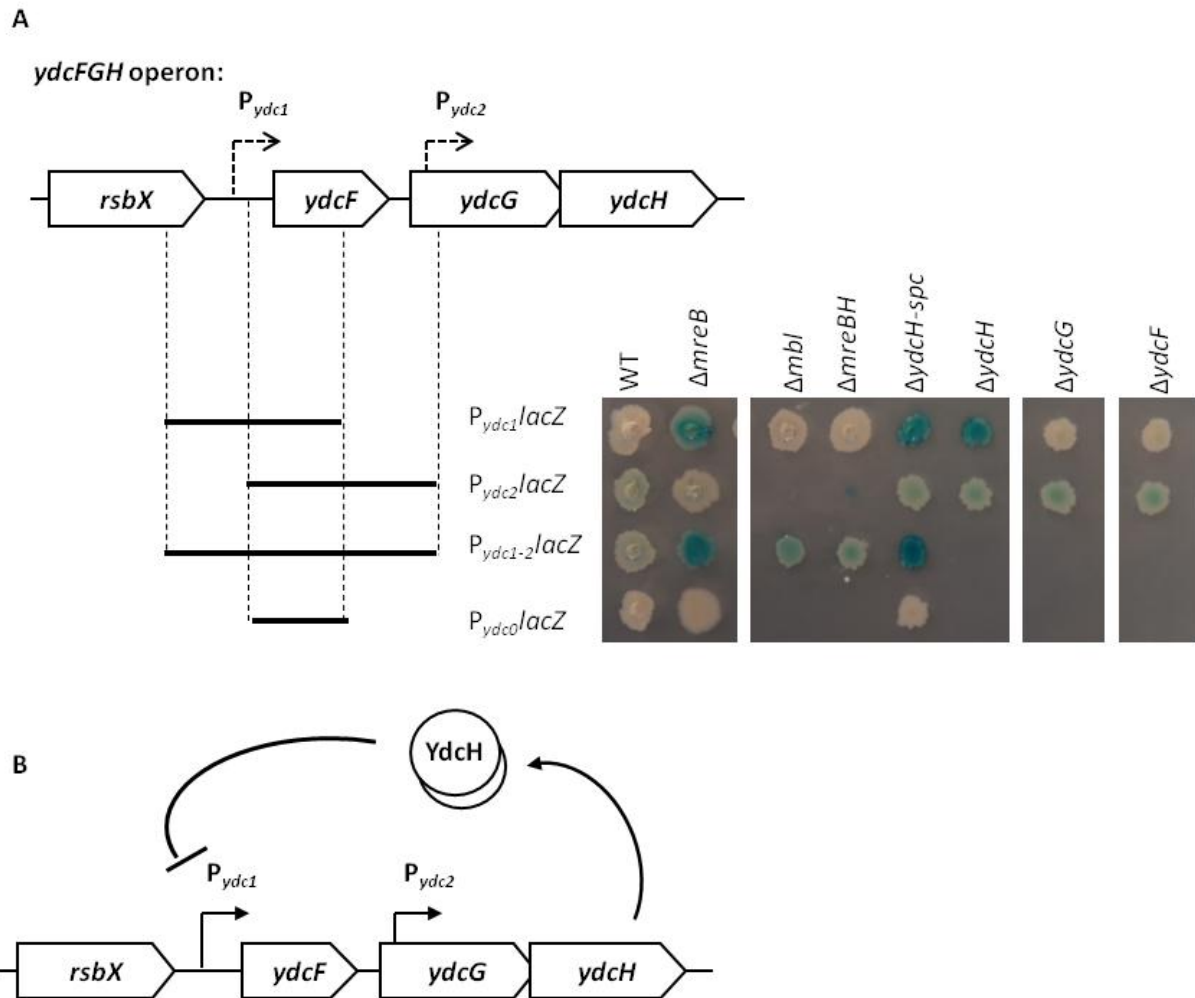 A
ydcFGH operon:
Pydc1 Pydc2
rsbX ydcF ydcG ydcH
WT ΔmreB Δmbl ΔmreBH ΔydcH-spc ΔydcH ΔydcG ΔydcF
Pydc1lacZ
Pydc2lacZ
Pydc1-2lacZ
Pydc0lacZ
YdcH
B
Pydc1 Pydc2
rsbX ydcF ydcG ydcH